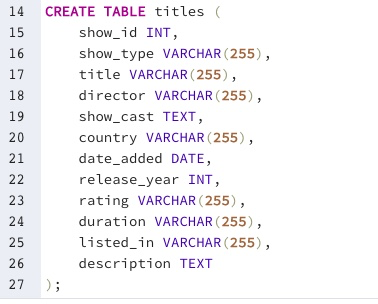 14 CREATE TABLE titles (
15     show_id INT,
16     show_type VARCHAR(255),
17     title VARCHAR(255),
18     director VARCHAR(255),
19     show_cast TEXT,
20     country VARCHAR(255),
21     date_added DATE,
22     release_year INT,
23     rating VARCHAR(255),
24     duration VARCHAR(255),
25     listed_in VARCHAR(255),
26     description TEXT
27 );